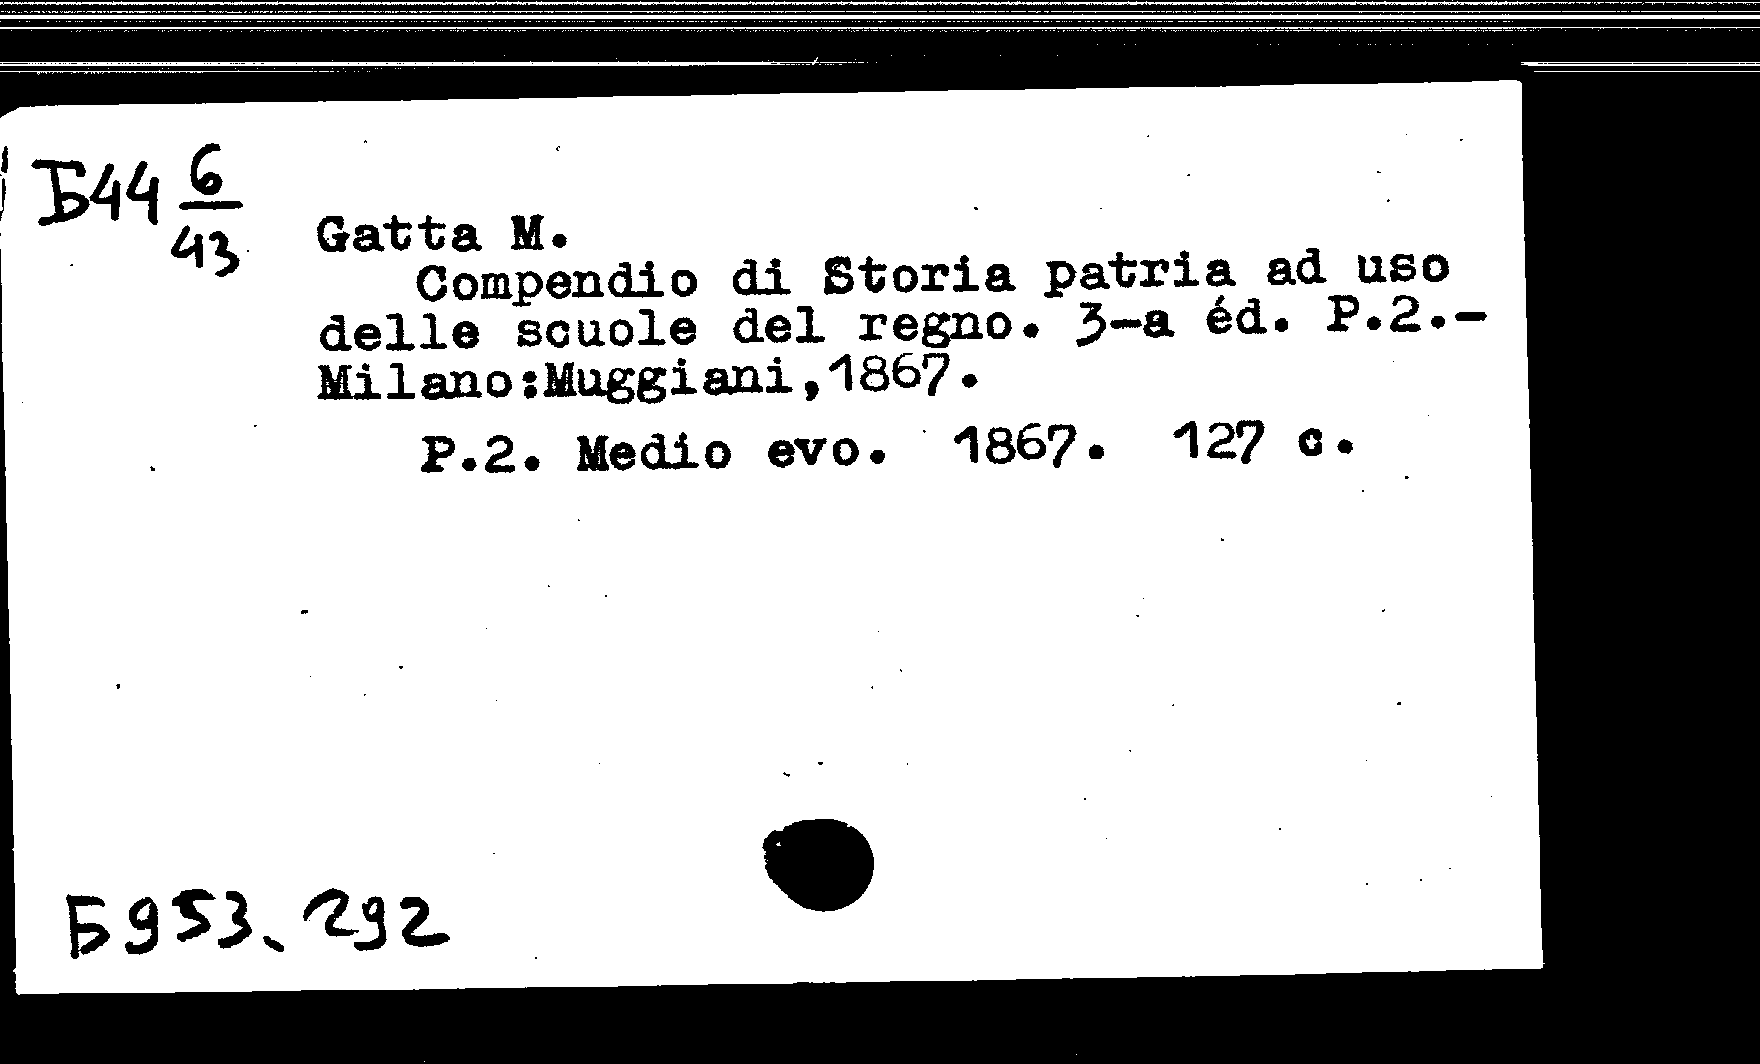 Б44 6/43
Gatta M.
Compendio di Storia patria ad uso
delle scuole del regno. 3-a éd. P.2.-
Milano:Muggiani,1867.
P.2. Medio evo. 1867. 127 c.
Б953.292